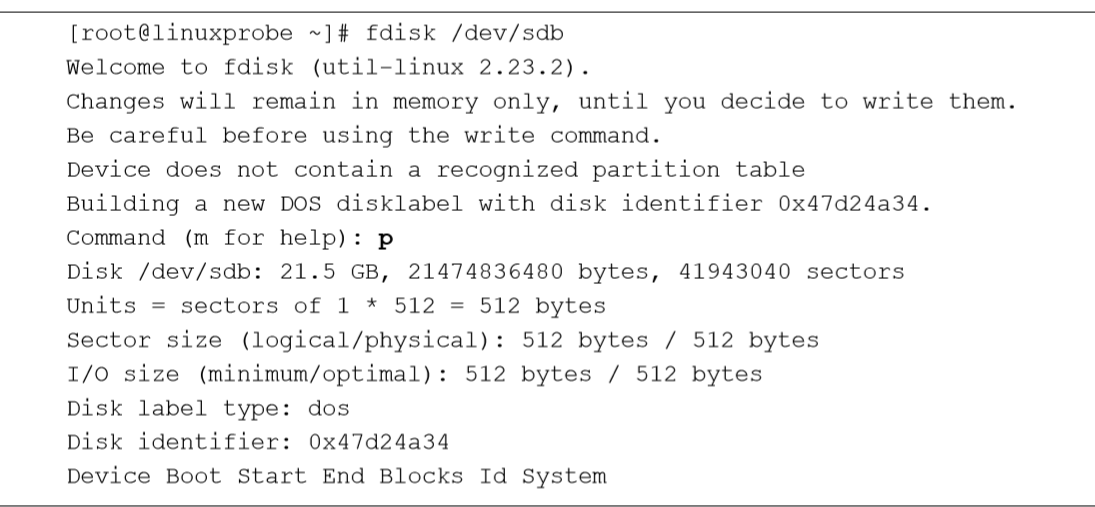 [root@linuxprobe ~]# fdisk /dev/sdb
Welcome to fdisk (util-linux 2.23.2).
Changes will remain in memory only, until you decide to write them.
Be careful before using the write command.
Device does not contain a recognized partition table
Building a new DOS disklabel with disk identifier 0x47d24a34.
Command (m for help): p
Disk /dev/sdb: 21.5 GB, 21474836480 bytes, 41943040 sectors
Units = sectors of 1 * 512 = 512 bytes
Sector size (logical/physical): 512 bytes / 512 bytes
I/O size (minimum/optimal): 512 bytes / 512 bytes
Disk label type: dos
Disk identifier: 0x47d24a34
Device Boot Start End Blocks Id System